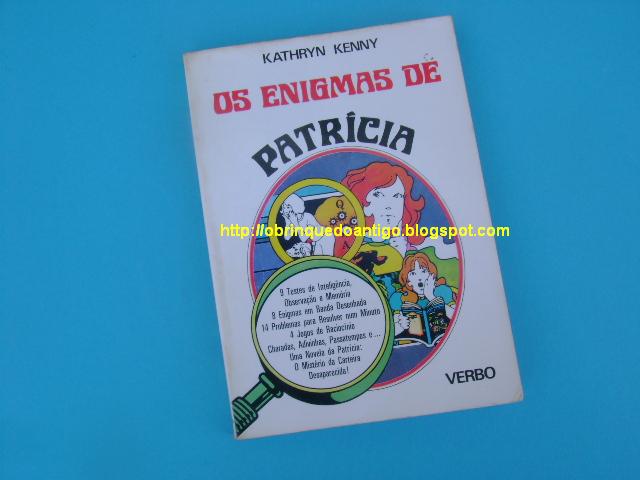 KATHRYN KENNY
OS ENIGMAS DE
PATRÍCIA
Q
A
http://obrinquedoantigo.blogspot.com
9 Testes de Inteligência,
Observação e Memória
8 Enigmas em Banda Desenhada
14 Problemas para Resolver num Minuto
4 Jogos de Raciocínio
Charadas, Adivinhas, Passatempos e...
Uma Novela da Patrícia:
O Mistério da Carteira
Desaparecida!
VERBO